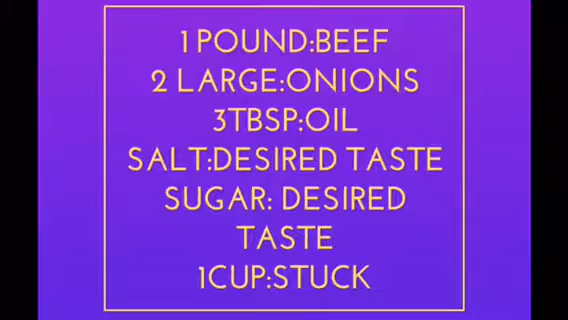 1 POUND:BEEF
2 LARGE:ONIONS
3TBSP:OIL
SALT:DESIRED TASTE
SUGAR: DESIRED
TASTE
1CUP:STUCK